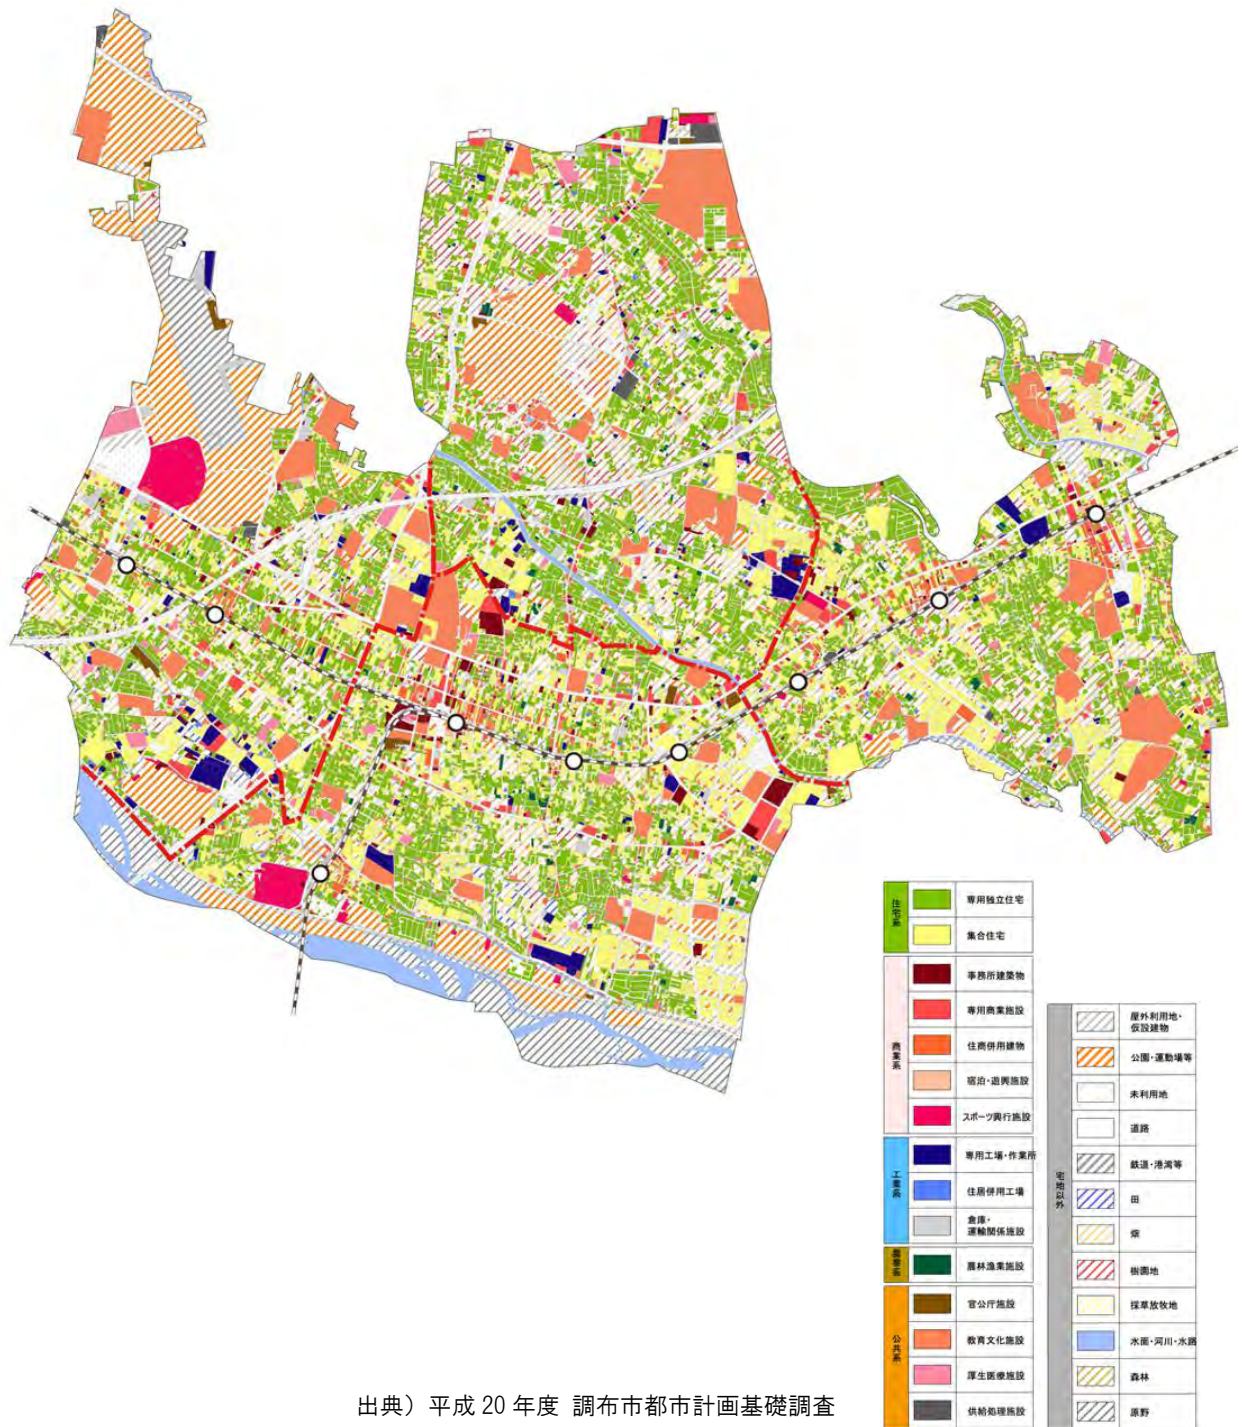 住宅系
専用独立住宅
集合住宅
商業系
事務所建築物
専用商業施設
住商併用建物
宿泊・遊興施設
スポーツ興行施設
工業系
専用工場・作業所
住居併用工場
倉庫・
運輸関係施設
農業系
農林漁業施設
公共系
官公庁施設
教育文化施設
厚生医療施設
供給処理施設
宅地以外
屋外利用地・
仮設建物
公園・運動場等
未利用地
道路
鉄道・港湾等
田
畑
樹園地
採草放牧地
水面・河川・水路
森林
原野
出典）平成 20 年度 調布市都市計画基礎調査